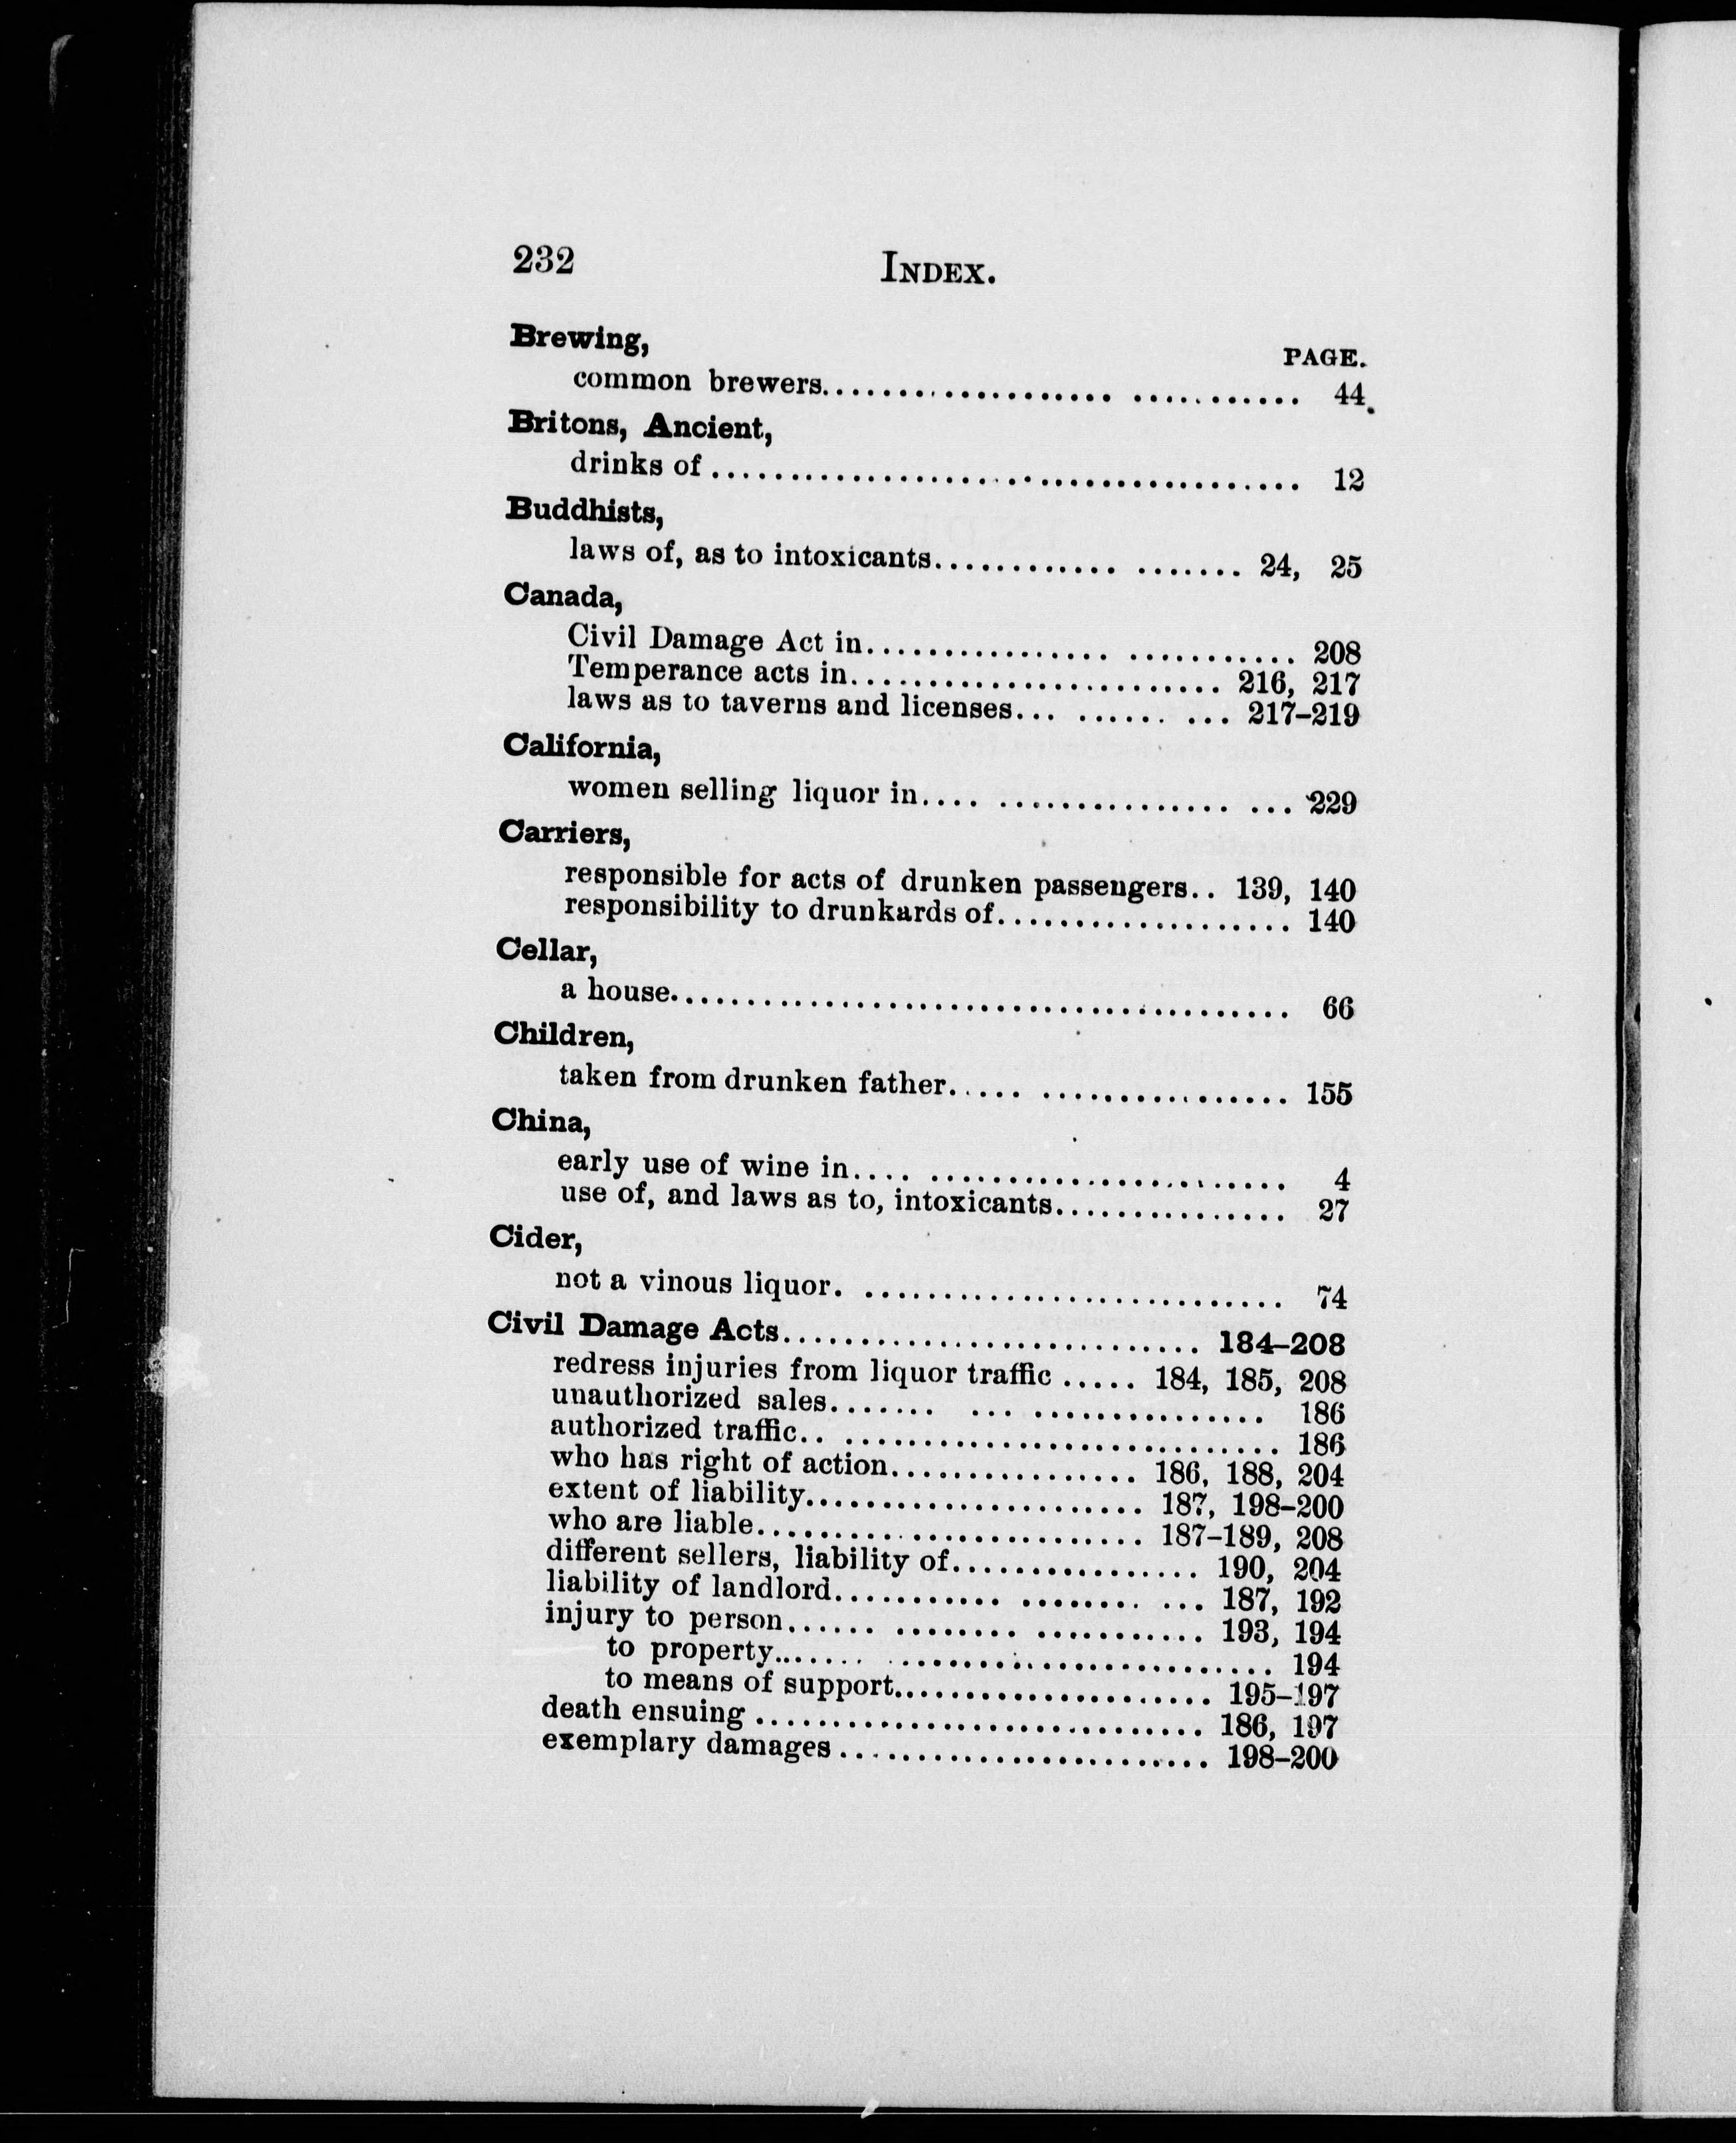 232 INDEX.
PAGE.
Brewing,
common brewers.............................. 44
Britons, Ancient,
drinks of ...................................... 12
Buddhists,
laws of, as to intoxicants.................... 24, 25
Canada,
Civil Damage Act in........................... 208
Temperance acts in........................ 216, 217
laws as to taverns and licenses... ...... ... 217–219
California,
women selling liquor in.... ............... ... 229
Carriers,
responsible for acts of drunken passengers.. 139, 140
responsibility to drunkards of................... 140
Cellar,
a house........................................ 66
Children,
taken from drunken father..... ................ 155
China,
early use of wine in.... ....................... 4
use of, and laws as to, intoxicants............... 27
Cider,
not a vinous liquor. ........................... 74
Civil Damage Acts........................... 184–208
redress injuries from liquor traffic ..... 184, 185, 208
unauthorized sales....... ... ............... 186
authorized traffic.. ............................ 186
who has right of action................ 186, 188, 204
extent of liability...................... 187, 198–200
who are liable......................... 187–189, 208
different sellers, liability of................ 190, 204
liability of landlord............ ........ ... 187, 192
injury to person...... ........ ........... 193, 194
to property....... ........................ 194
to means of support..................... 195–197
death ensuing ............................. 186, 197
exemplary damages ........................ 198–200